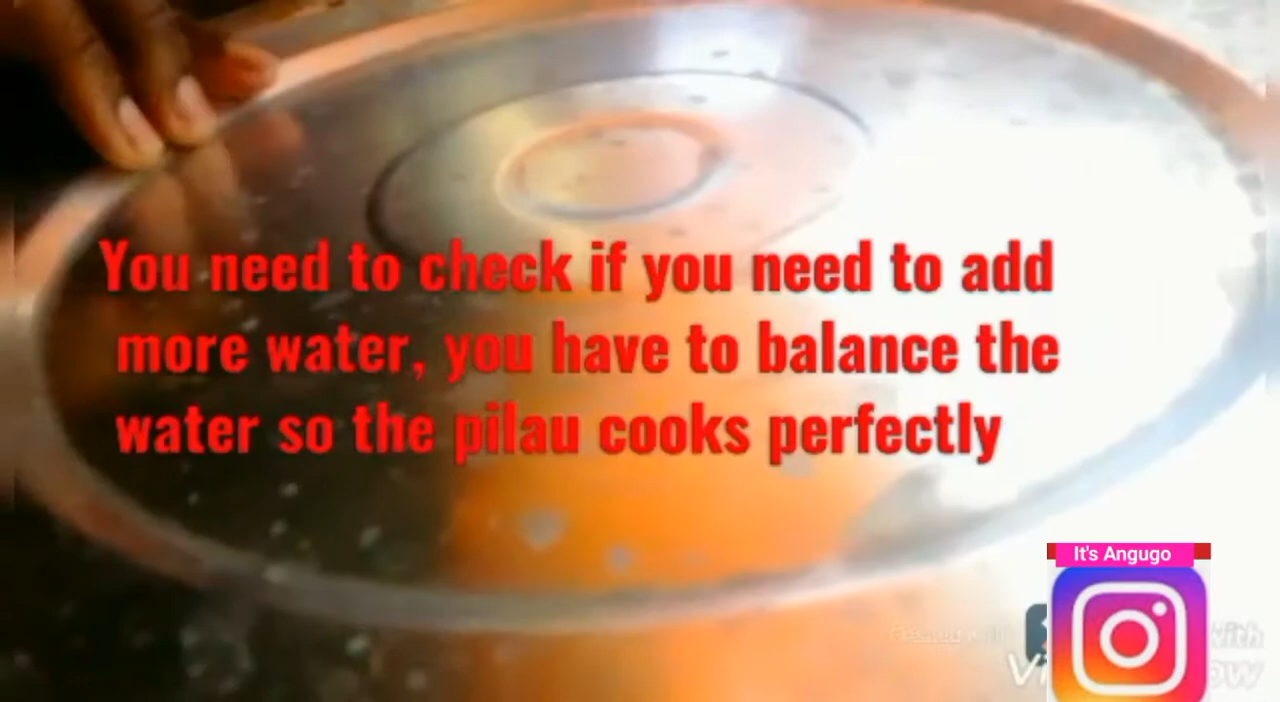 You need to check if you need to add
more water, you have to balance the
water so the pilau cooks perfectly
It's Angugo
with